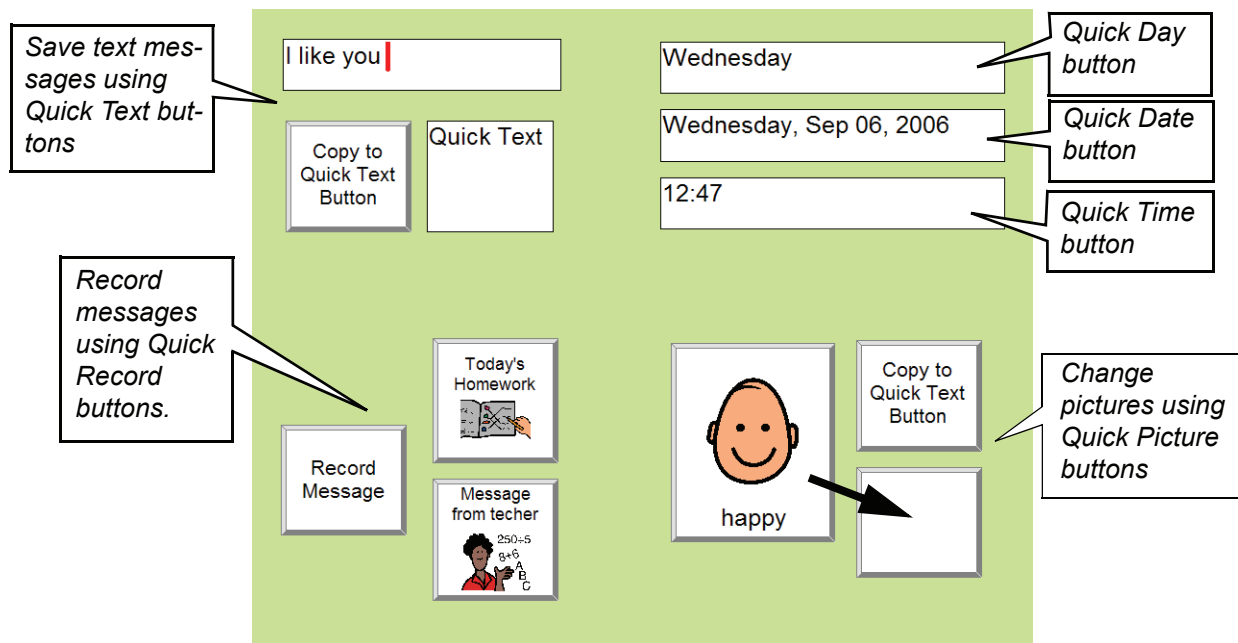 Save text mes-
sages using
Quick Text but-
tons
I like you
Copy to
Quick Text
Button
Quick Text
Wednesday
Wednesday, Sep 06, 2006
12:47
Quick Day
button
Quick Date
button
Quick Time
button
Record
messages
using Quick
Record
buttons.
Record
Message
Today's
Homework
Message
from techer
250÷5
8+6
A
B
C
happy
Copy to
Quick Text
Button
Change
pictures using
Quick Picture
buttons